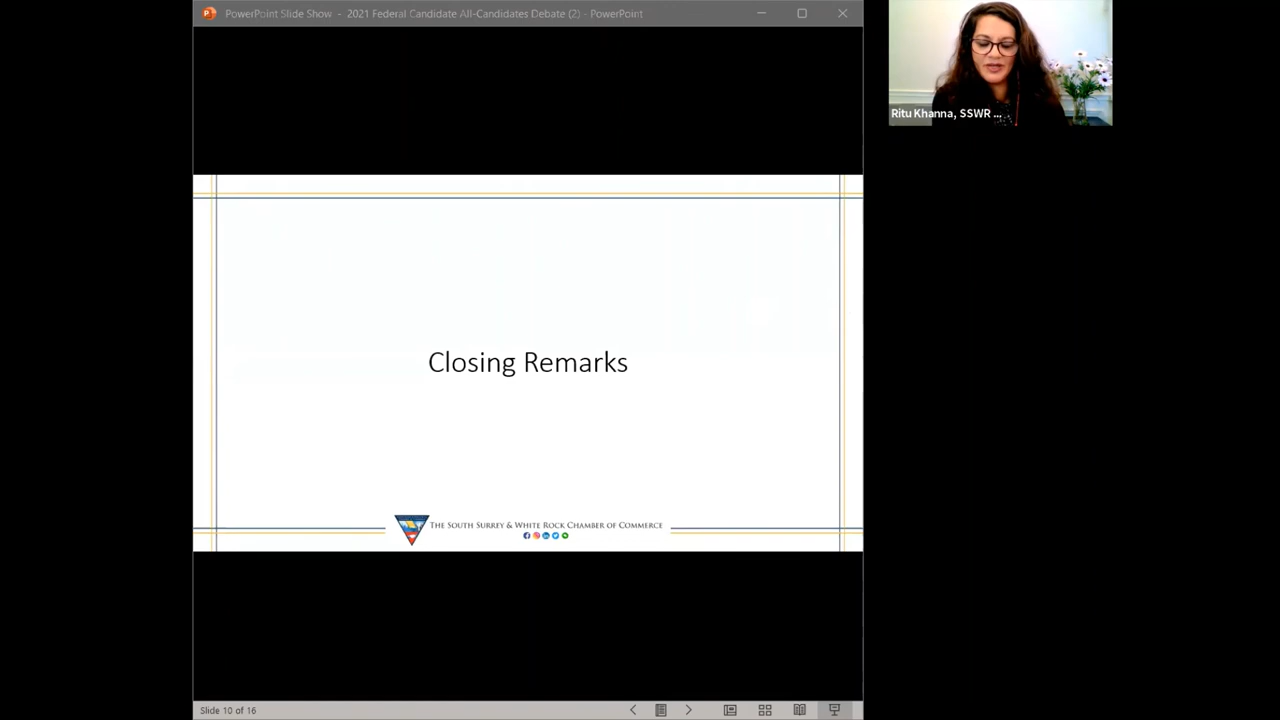 PowerPoint Slide Show - 2021 Federal Candidate All-Candidates Debate (2) - PowerPoint
Ritu Khanna, SSWR ...
Closing Remarks
THE SOUTH SURREY & WHITE ROCK CHAMBER OF COMMERCE
Slide 10 of 16